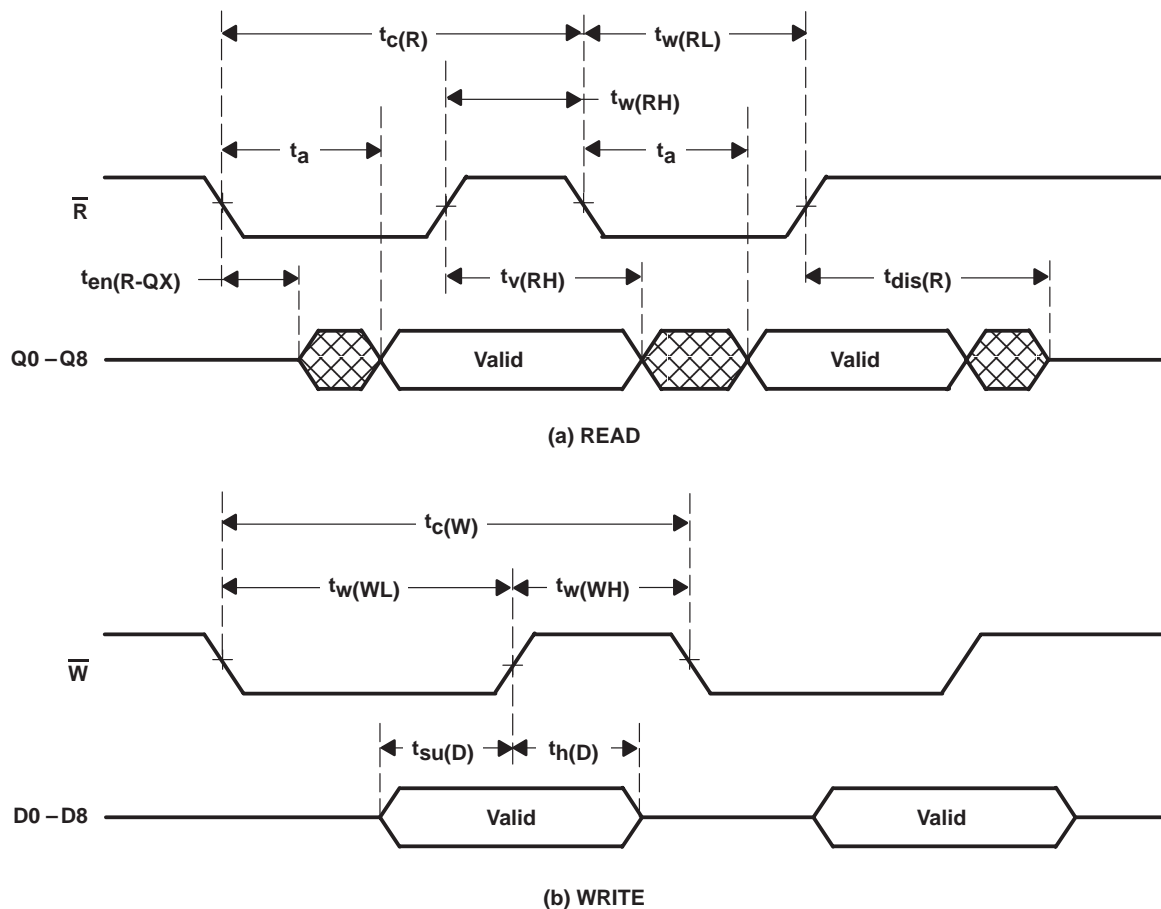 tc(R)
tw(RL)
tw(RH)
ta
ta
R̅
ten(R-QX)
tv(RH)
tdis(R)
Q0 – Q8
Valid
Valid
(a) READ
tc(W)
tw(WL)
tw(WH)
W̅
tsu(D)
th(D)
D0 – D8
Valid
Valid
(b) WRITE